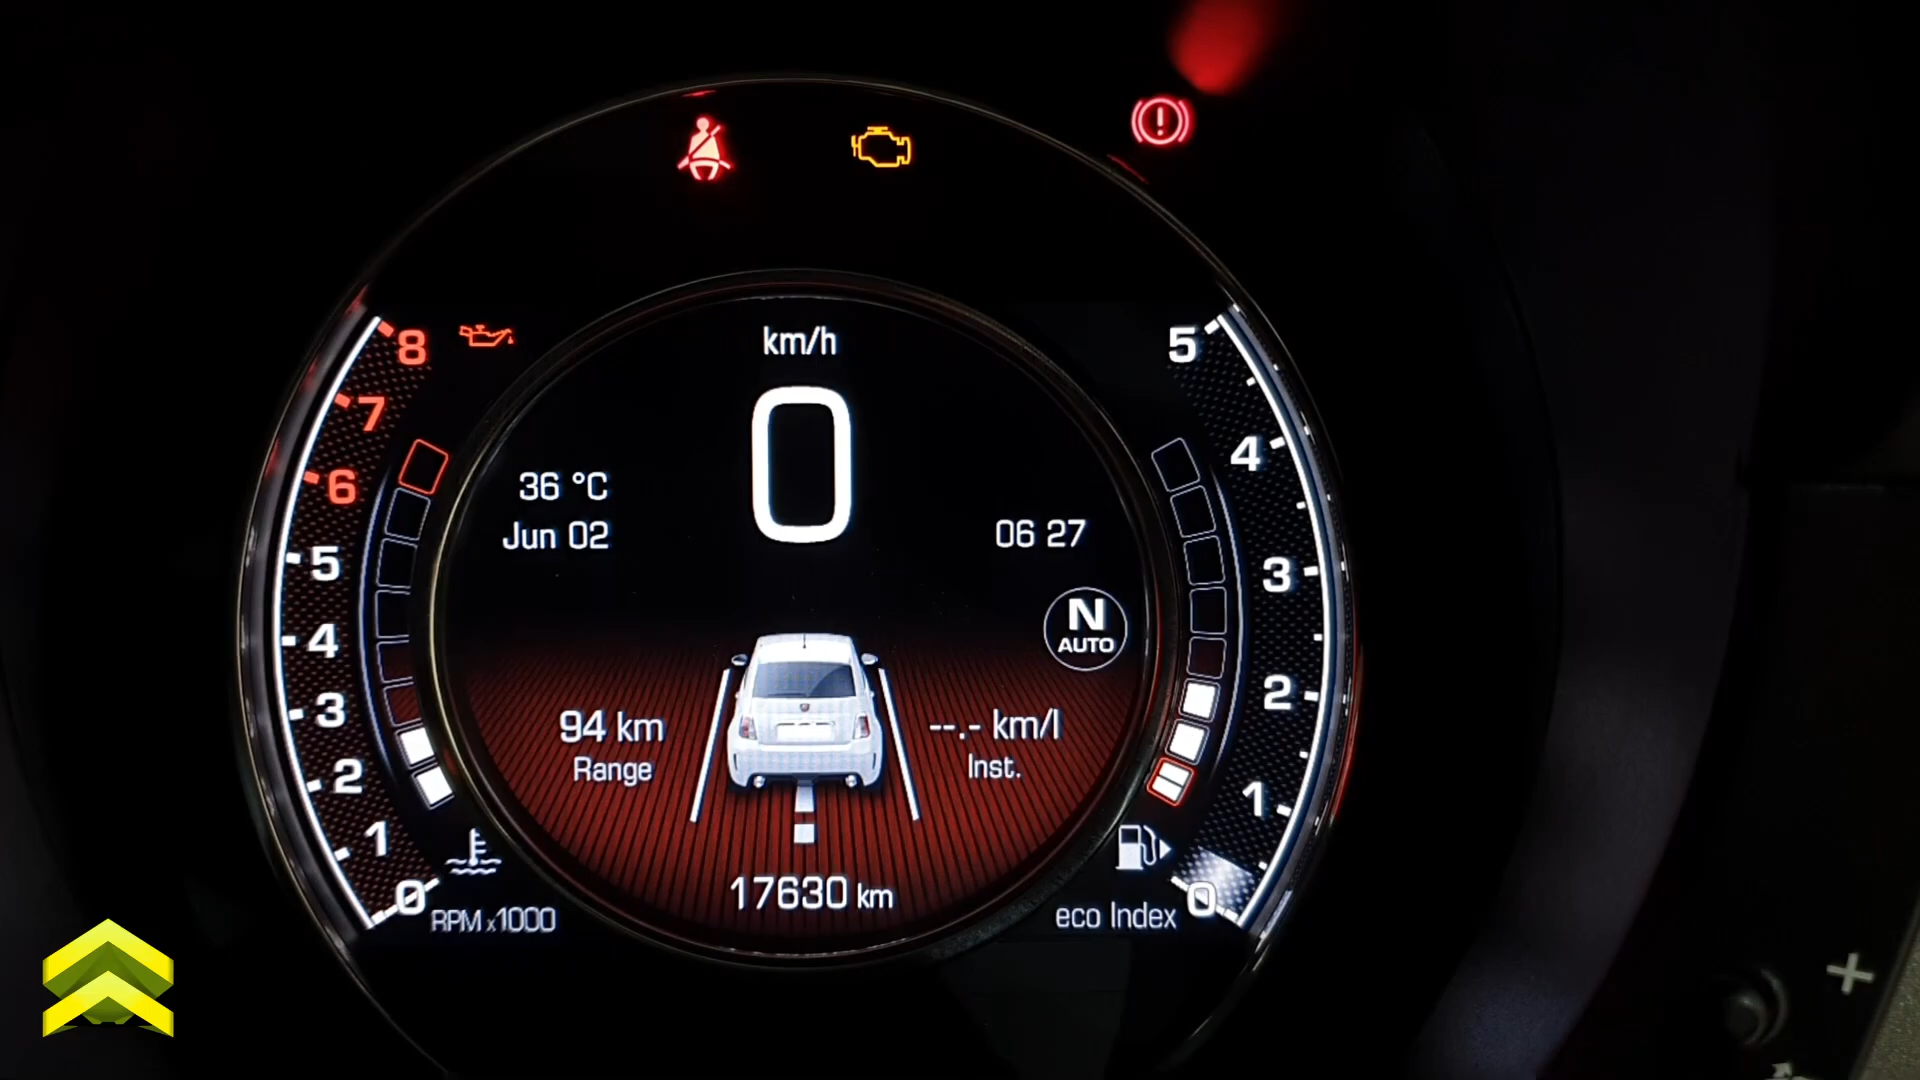 km/h
0
36 °C
Jun 02
06 27
N
AUTO
94 km
Range
--.- km/l
Inst.
17630 km
8
7
6
5
4
3
2
1
0
RPM x1000
5
4
3
2
1
0
eco Index